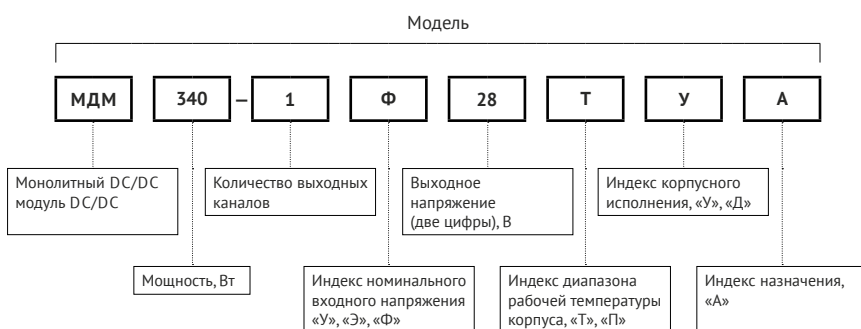 Модель
МДМ 340 — 1 Ф 28 Т У А
Монолитный DC/DC
модуль DC/DC
Количество выходных
каналов
Выходное
напряжение
(две цифры), В
Индекс корпусного
исполнения, «У», «Д»
Мощность, Вт
Индекс номинального
входного напряжения
«У», «Э», «Ф»
Индекс диапазона
рабочей температуры
корпуса, «Т», «П»
Индекс назначения,
«А»